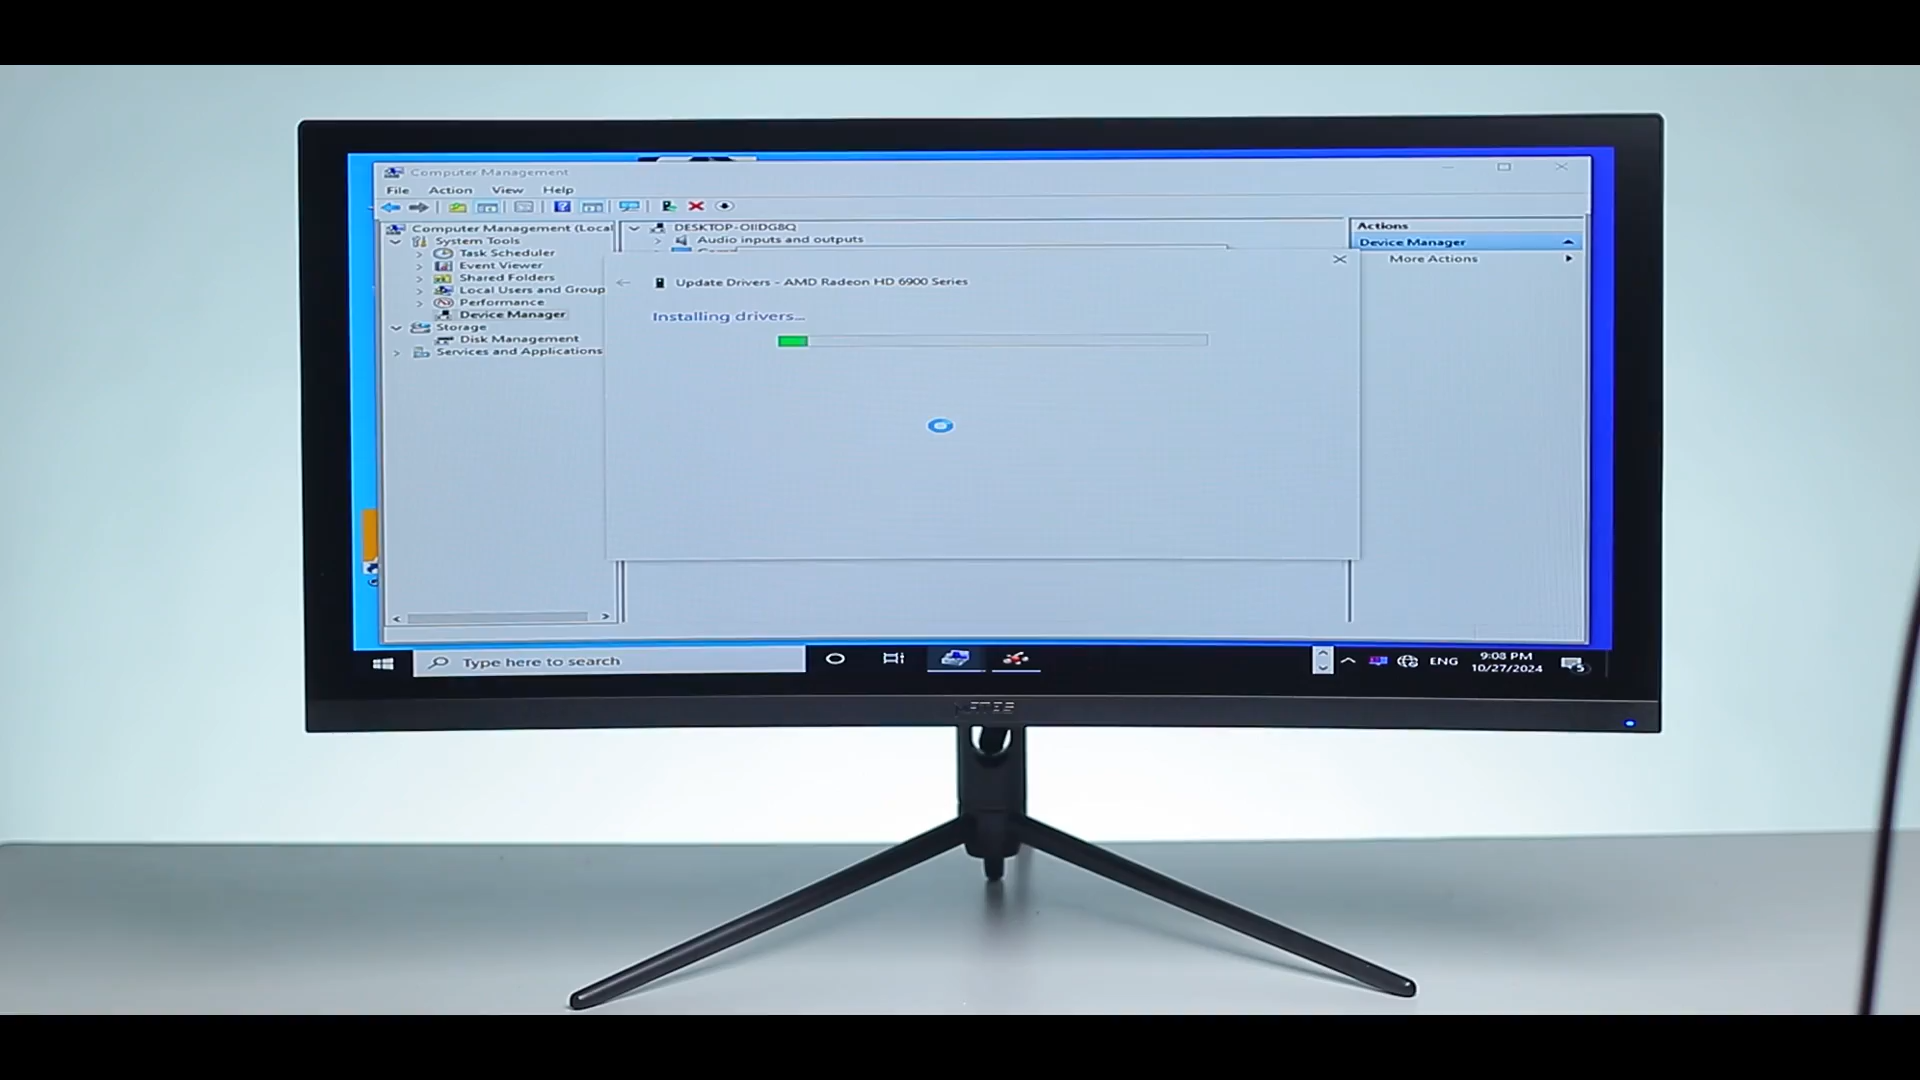 Computer Management
File Action View Help
Computer Management (Local
System Tools
Task Scheduler
Event Viewer
Shared Folders
Local Users and Group
Performance
Device Manager
Storage
Disk Management
Services and Applications
DESKTOP-OIIDG8Q
Audio inputs and outputs
Update Drivers - AMD Radeon HD 6900 Series
Installing drivers...
Actions
Device Manager
More Actions
Type here to search
ENG
9:08 PM
10/27/2024
5